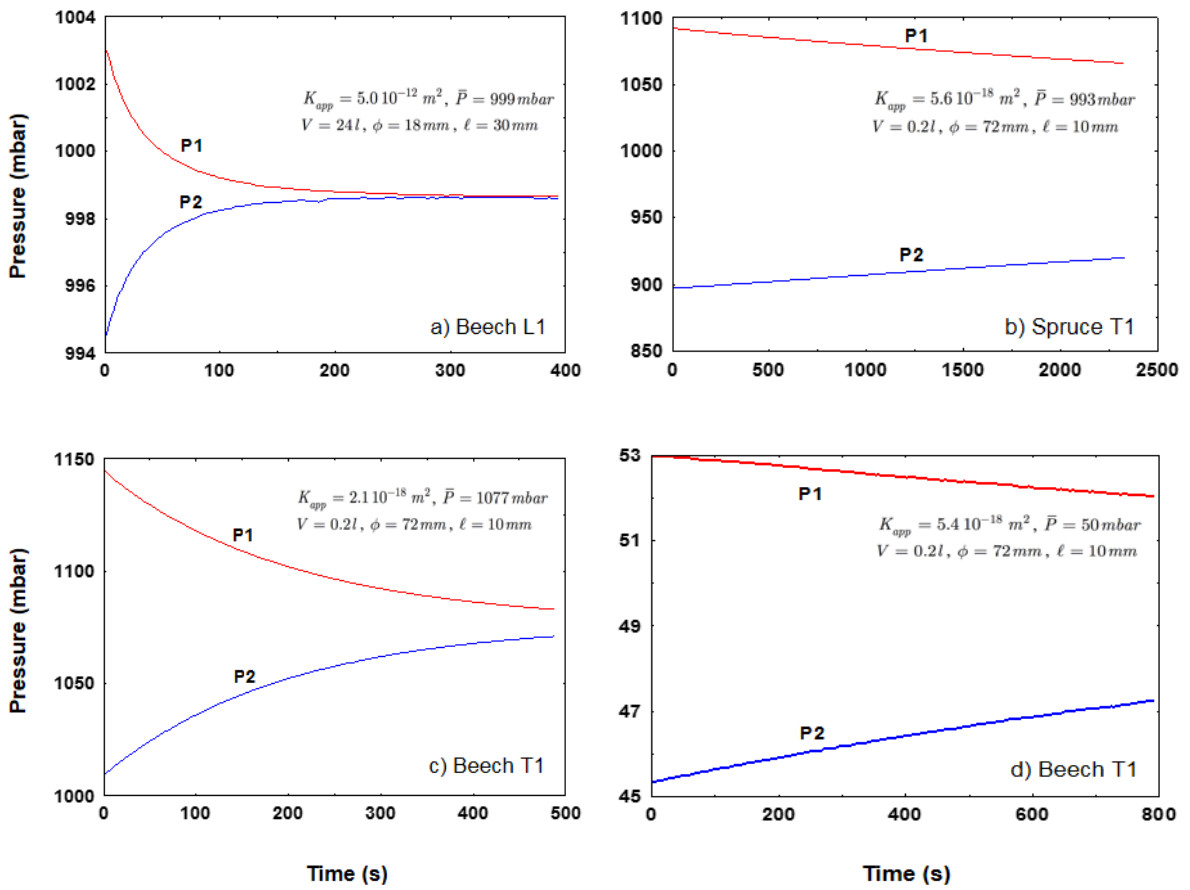 Pressure (mbar)
1004
1002
1000
998
996
994
P1
P2
K_app = 5.0 10^-12 m², P̄ = 999 mbar
V = 24 l, ϕ = 18 mm, ℓ = 30 mm
a) Beech L1
0 100 200 300 400
1100
1050
1000
950
900
850
P1
P2
K_app = 5.6 10^-18 m², P̄ = 993 mbar
V = 0.2 l, ϕ = 72 mm, ℓ = 10 mm
b) Spruce T1
0 500 1000 1500 2000 2500
Pressure (mbar)
1150
1100
1050
1000
P1
P2
K_app = 2.1 10^-18 m², P̄ = 1077 mbar
V = 0.2 l, ϕ = 72 mm, ℓ = 10 mm
c) Beech T1
0 100 200 300 400 500
Time (s)
53
51
49
47
45
P1
P2
K_app = 5.4 10^-18 m², P̄ = 50 mbar
V = 0.2 l, ϕ = 72 mm, ℓ = 10 mm
d) Beech T1
0 200 400 600 800
Time (s)